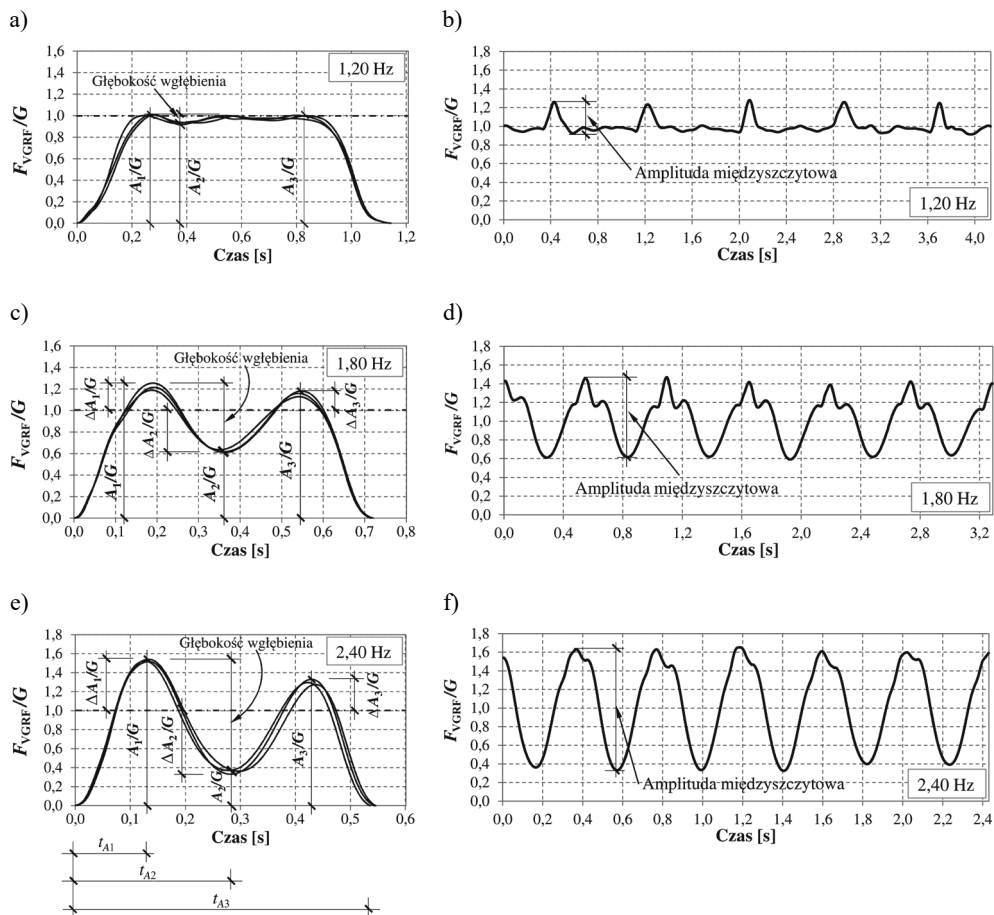 a)
1,20 Hz
Głębokość wgłębienia
F_VGRF/G
1,6
1,4
1,2
1,0
0,8
0,6
0,4
0,2
0,0
A₁/G
A₂/G
A₃/G
0,0 0,2 0,4 0,6 0,8 1,0 1,2
Czas [s]
b)
F_VGRF/G
1,8
1,6
1,4
1,2
1,0
0,8
0,6
0,4
0,2
0,0
Amplituda międzyszczytowa
1,20 Hz
0,0 0,4 0,8 1,2 1,6 2,0 2,4 2,8 3,2 3,6 4,0
Czas [s]
c)
Głębokość wgłębienia
1,80 Hz
F_VGRF/G
1,6
1,4
1,2
1,0
0,8
0,6
0,4
0,2
0,0
ΔA₁/G
ΔA₂/G
ΔA₃/G
A₁/G
A₂/G
A₃/G
0,0 0,1 0,2 0,3 0,4 0,5 0,6 0,7 0,8
Czas [s]
d)
F_VGRF/G
1,8
1,6
1,4
1,2
1,0
0,8
0,6
0,4
0,2
0,0
Amplituda międzyszczytowa
1,80 Hz
0,0 0,4 0,8 1,2 1,6 2,0 2,4 2,8 3,2
Czas [s]
e)
Głębokość wgłębienia
2,40 Hz
F_VGRF/G
1,8
1,6
1,4
1,2
1,0
0,8
0,6
0,4
0,2
0,0
ΔA₁/G
A₁/G
ΔA₂/G
A₂/G
A₃/G
ΔA₃/G
0,0 0,1 0,2 0,3 0,4 0,5 0,6
Czas [s]
t_A1
t_A2
t_A3
f)
F_VGRF/G
1,8
1,6
1,4
1,2
1,0
0,8
0,6
0,4
0,2
0,0
Amplituda międzyszczytowa
2,40 Hz
0,0 0,2 0,4 0,6 0,8 1,0 1,2 1,4 1,6 1,8 2,0 2,2 2,4
Czas [s]